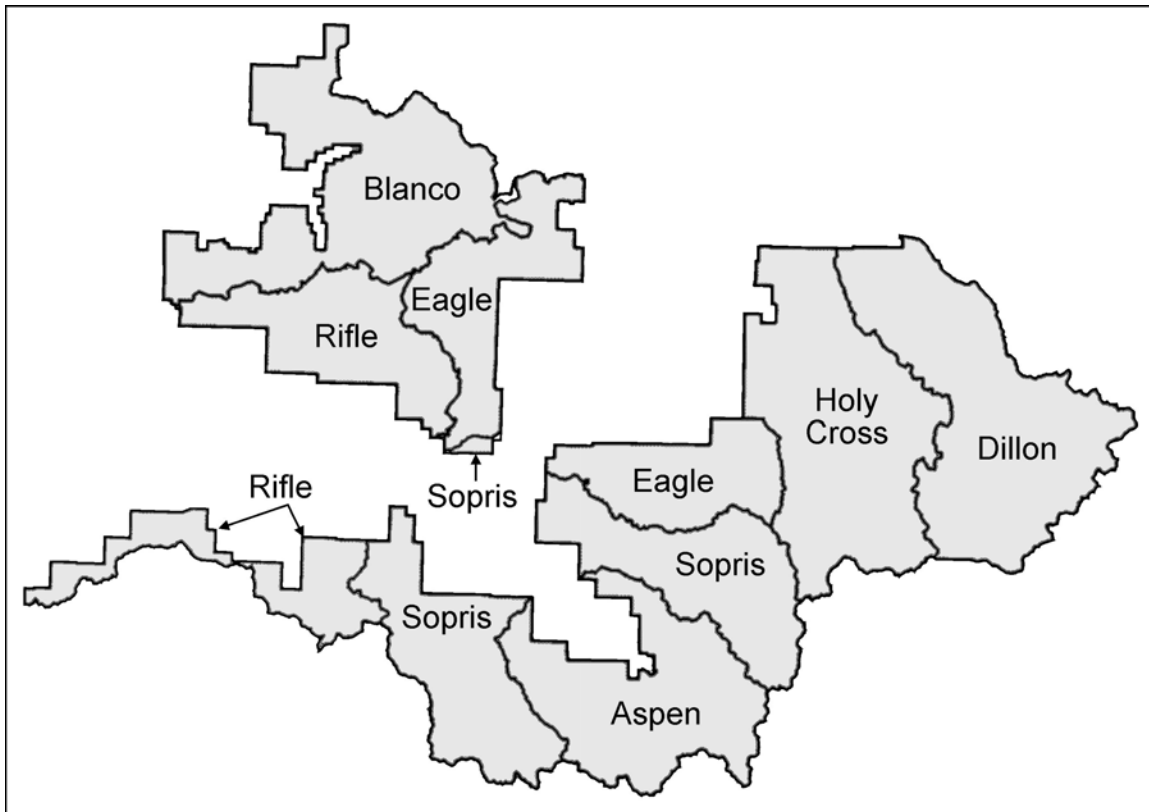 Blanco
Eagle
Rifle
Holy
Cross
Dillon
Eagle
Rifle
Sopris
Sopris
Sopris
Aspen